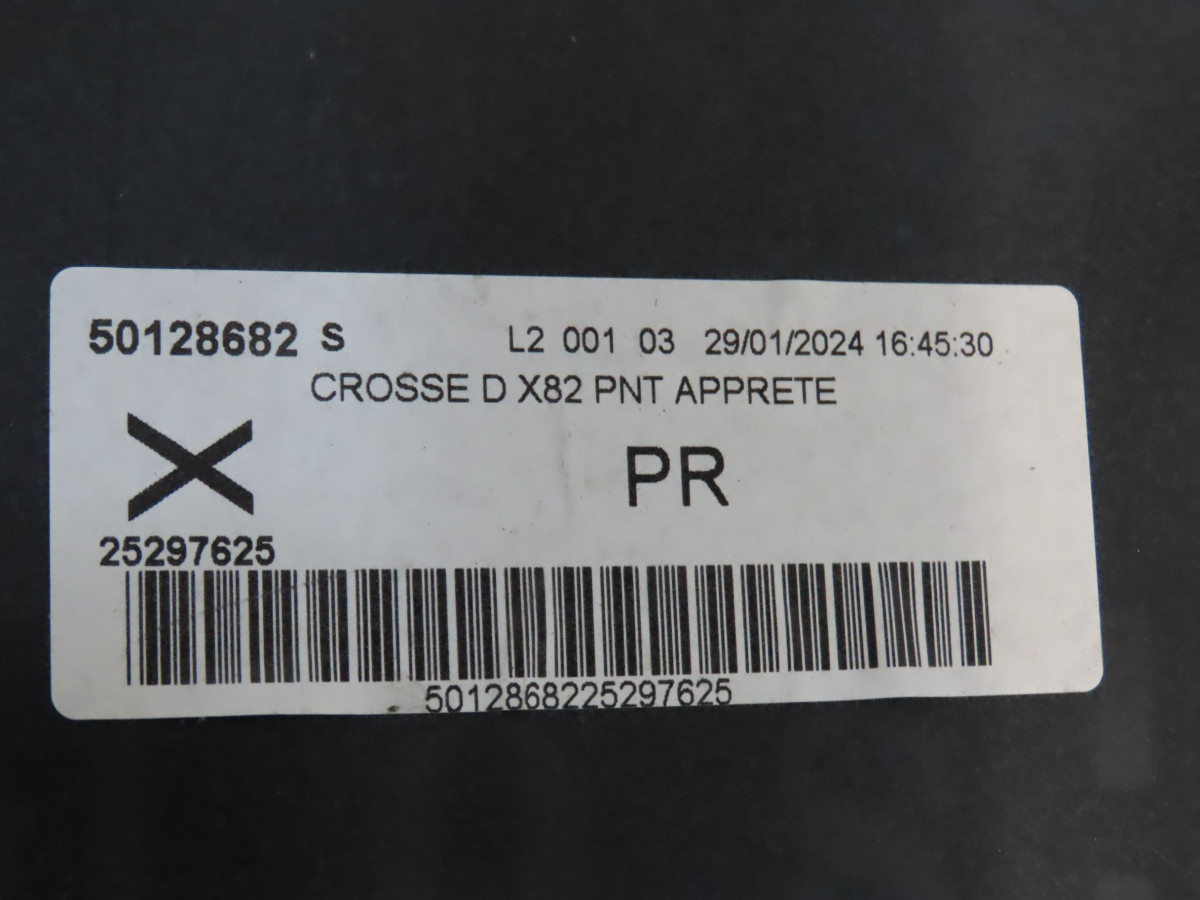 50128682 S L2 001 03 29/01/2024 16:45:30
CROSSE D X82 PNT APPRETE
X PR
25297625
5012868225297625